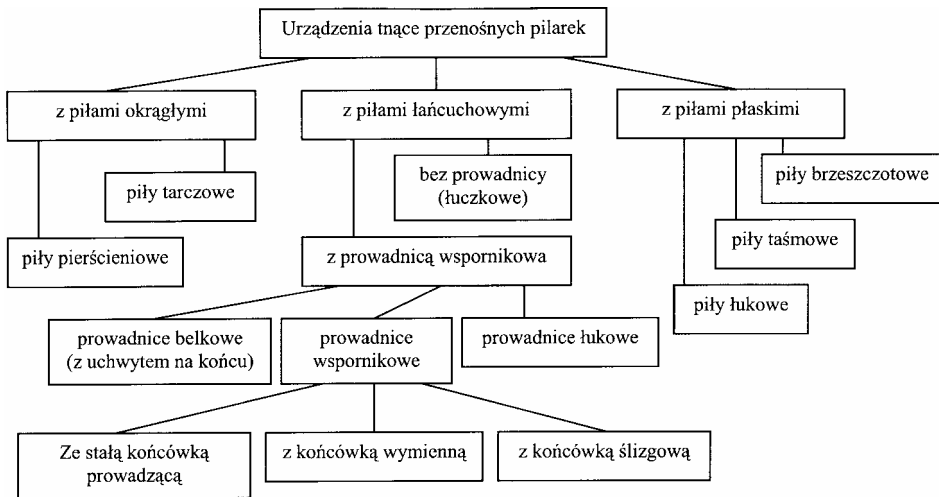 Urządzenia tnące przenośnych pilarek
z piłami okrągłymi
z piłami łańcuchowymi
z piłami płaskimi
piły tarczowe
bez prowadnicy
(łuczkowe)
piły brzeszczotowe
piły pierścieniowe
z prowadnicą wspornikowa
piły taśmowe
piły łukowe
prowadnice belkowe
(z uchwytem na końcu)
prowadnice
wspornikowe
prowadnice łukowe
Ze stałą końcówką
prowadzącą
z końcówką wymienną
z końcówką ślizgową